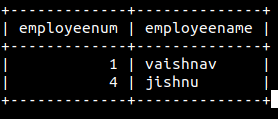 +-------------+--------------+
| employeenum | employeename |
+-------------+--------------+
|           1 | vaishnav     |
|           4 | jishnu       |
+-------------+--------------+